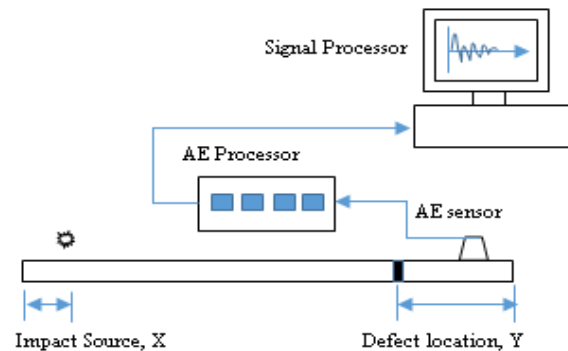 Signal Processor
AE Processor
AE sensor
Impact Source, X
Defect location, Y